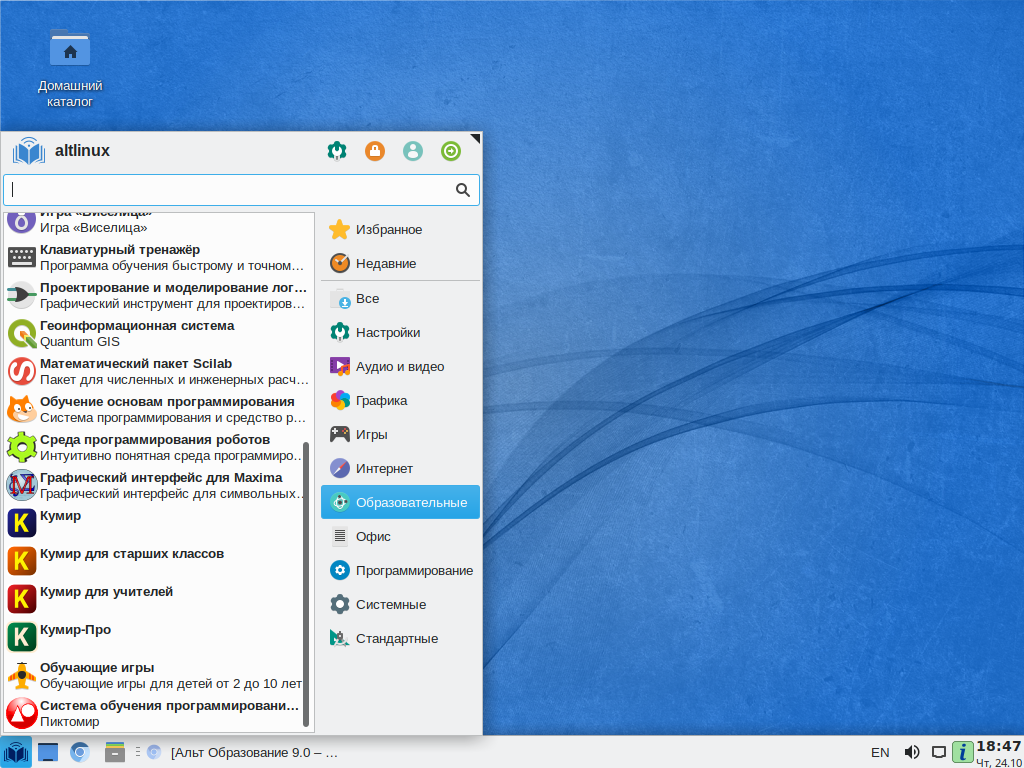 Домашний
каталог
altlinux
Игра «Виселица»
Игра «Виселица»
Клавиатурный тренажёр
Программа обучения быстрому и точном…
Проектирование и моделирование лог…
Графический инструмент для проектиров…
Геоинформационная система
Quantum GIS
Математический пакет Scilab
Пакет для численных и инженерных расч…
Обучение основам программирования
Система программирования и средство р…
Среда программирования роботов
Интуитивно понятная среда программиро…
Графический интерфейс для Maxima
Графический интерфейс для символьных…
Кумир
Кумир для старших классов
Кумир для учителей
Кумир-Про
Обучающие игры
Обучающие игры для детей от 2 до 10 лет
Система обучения программировани…
Пиктомир
Избранное
Недавние
Все
Настройки
Аудио и видео
Графика
Игры
Интернет
Образовательные
Офис
Программирование
Системные
Стандартные
[Альт Образование 9.0 – …
EN
18:47
Чт, 24.10